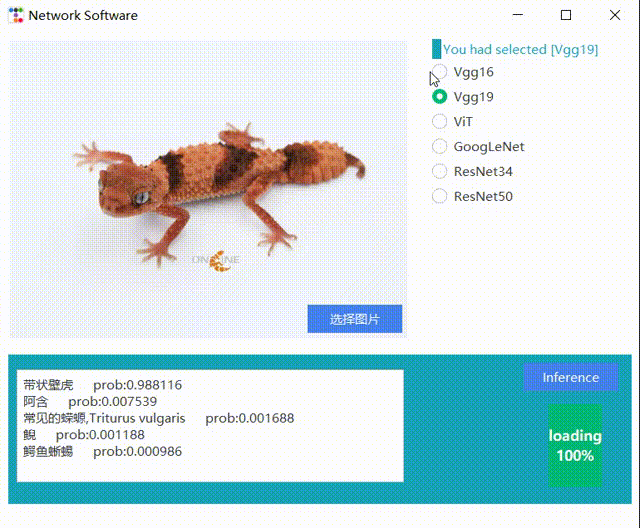 Network Software
You had selected [Vgg19]
Vgg16
Vgg19
ViT
GoogLeNet
ResNet34
ResNet50
ON INE
选择图片
带状壁虎 prob:0.988116
阿含 prob:0.007539
常见的蝾螈,Triturus vulgaris prob:0.001688
鲵 prob:0.001188
鳄鱼蜥蜴 prob:0.000986
Inference
loading
100%